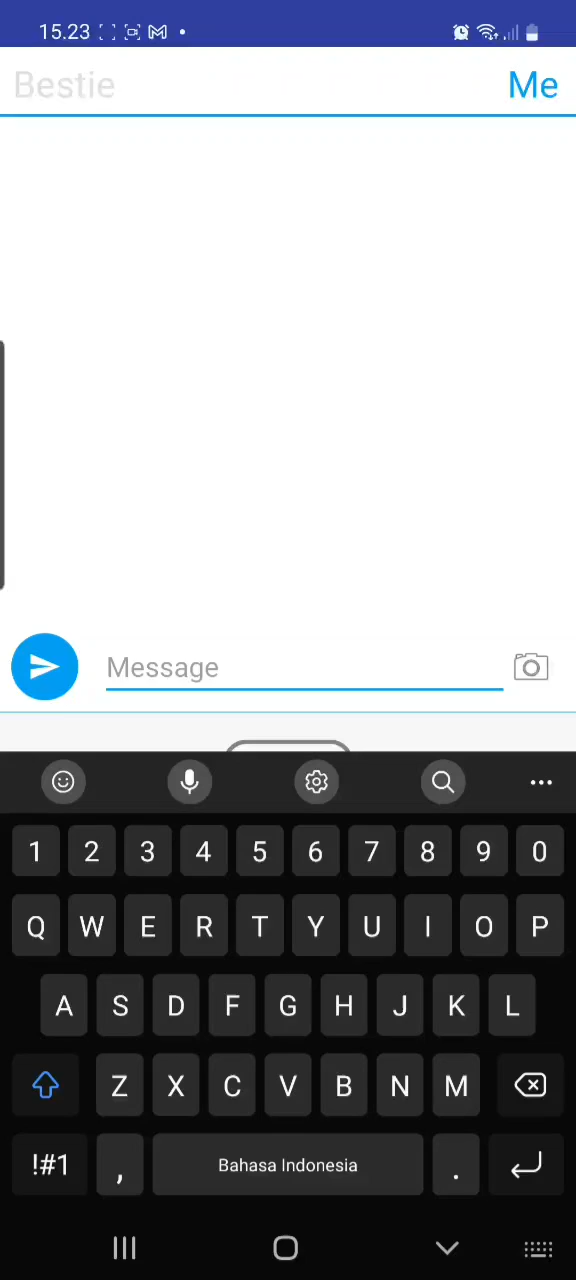 15.23
Bestie Me
Message
1 2 3 4 5 6 7 8 9 0
Q W E R T Y U I O P
A S D F G H J K L
Z X C V B N M
!#1 , Bahasa Indonesia .